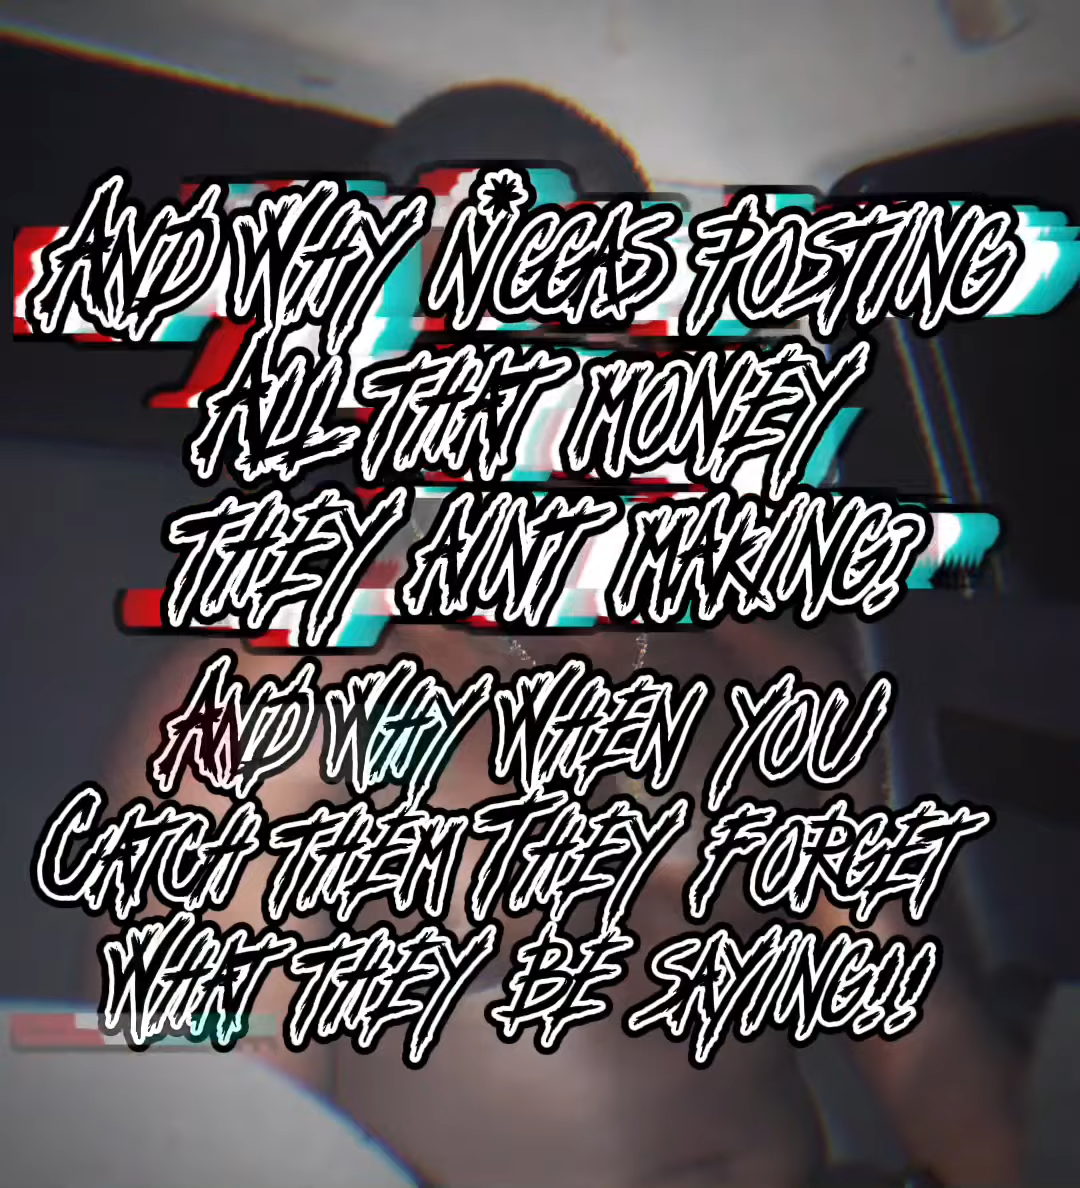 AND WHY N*GGAS POSTING
ALL THAT MONEY
THEY AINT MAKING?
AND WHY WHEN YOU
CATCH THEM THEY FORGET
WHAT THEY BE SAYING!!